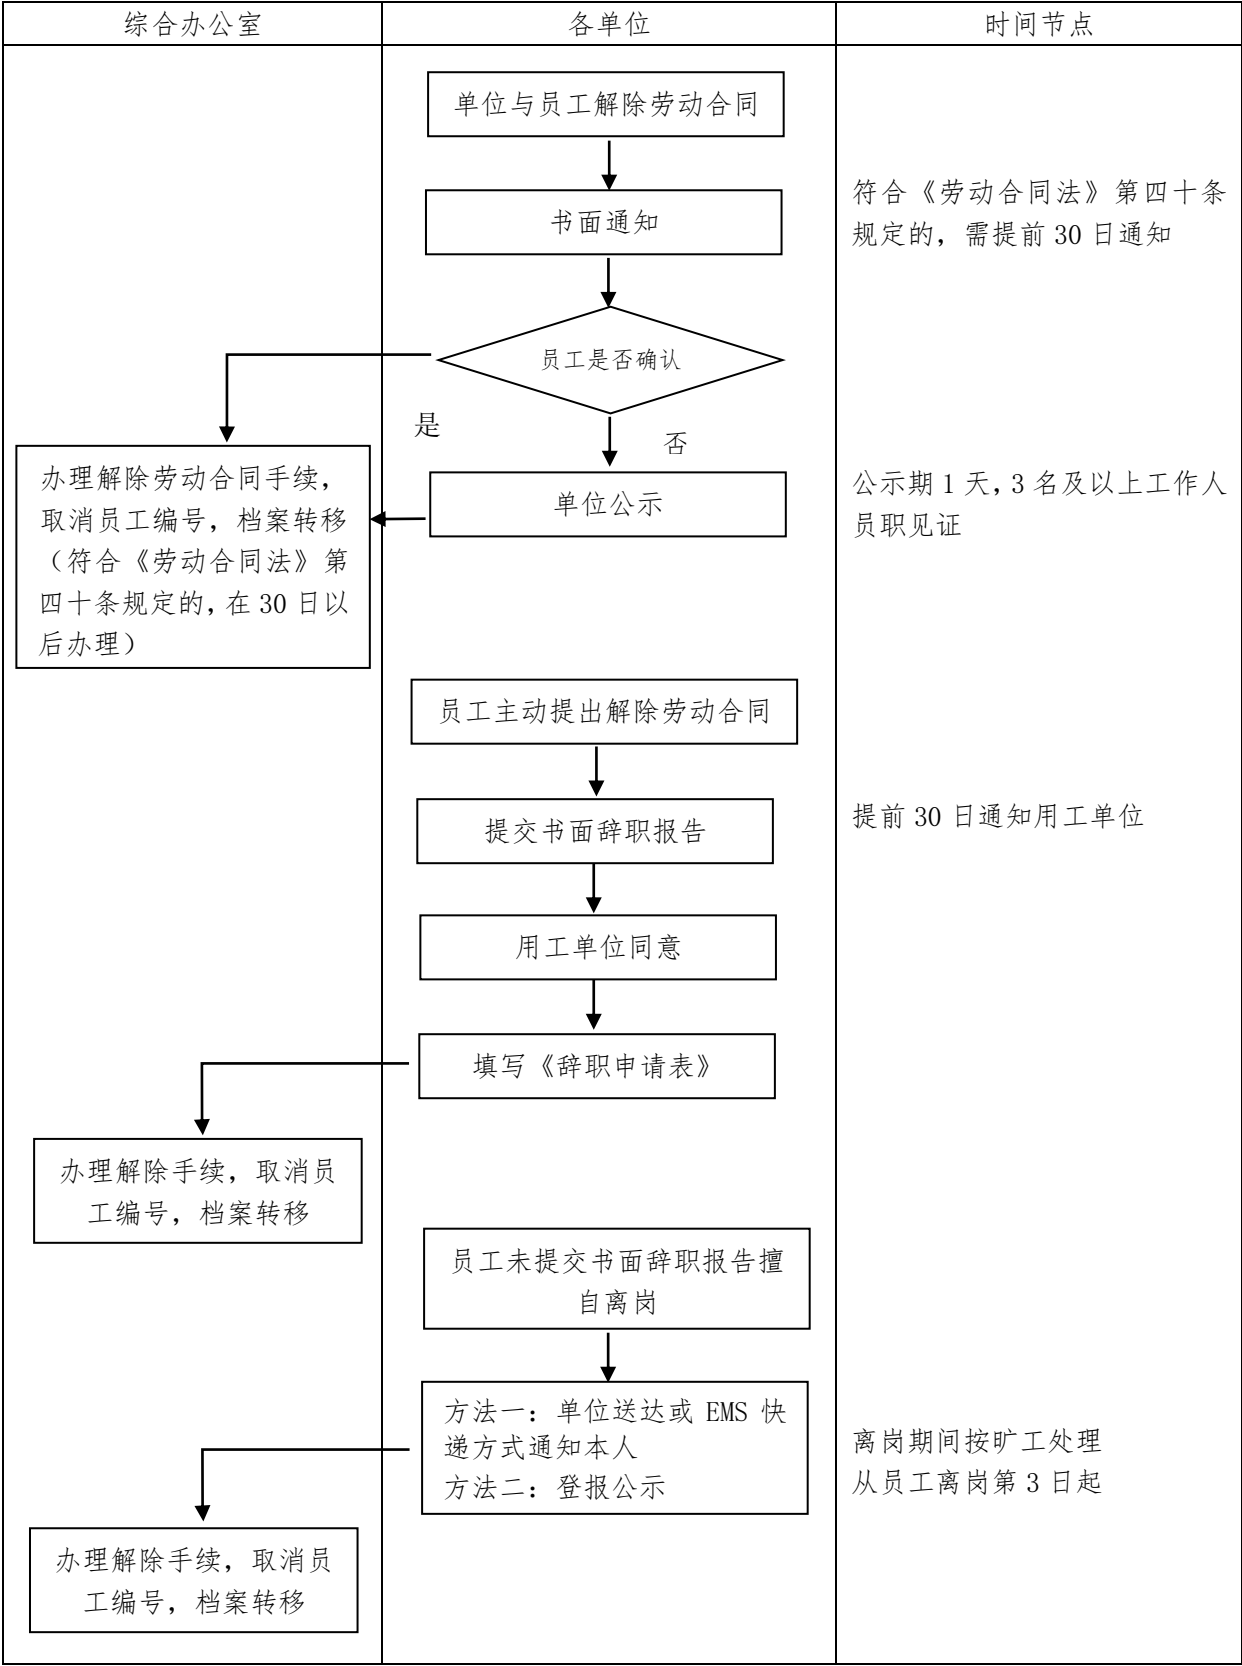 综合办公室
各单位
时间节点
单位与员工解除劳动合同
书面通知
符合《劳动合同法》第四十条
规定的，需提前 30 日通知
员工是否确认
是
否
办理解除劳动合同手续，
取消员工编号，档案转移
（符合《劳动合同法》第
四十条规定的，在 30 日以
后办理）
单位公示
公示期 1 天，3 名及以上工作人
员职见证
员工主动提出解除劳动合同
提交书面辞职报告
提前 30 日通知用工单位
用工单位同意
填写《辞职申请表》
办理解除手续，取消员
工编号，档案转移
员工未提交书面辞职报告擅
自离岗
方法一：单位送达或 EMS 快
递方式通知本人
方法二：登报公示
离岗期间按旷工处理
从员工离岗第 3 日起
办理解除手续，取消员
工编号，档案转移